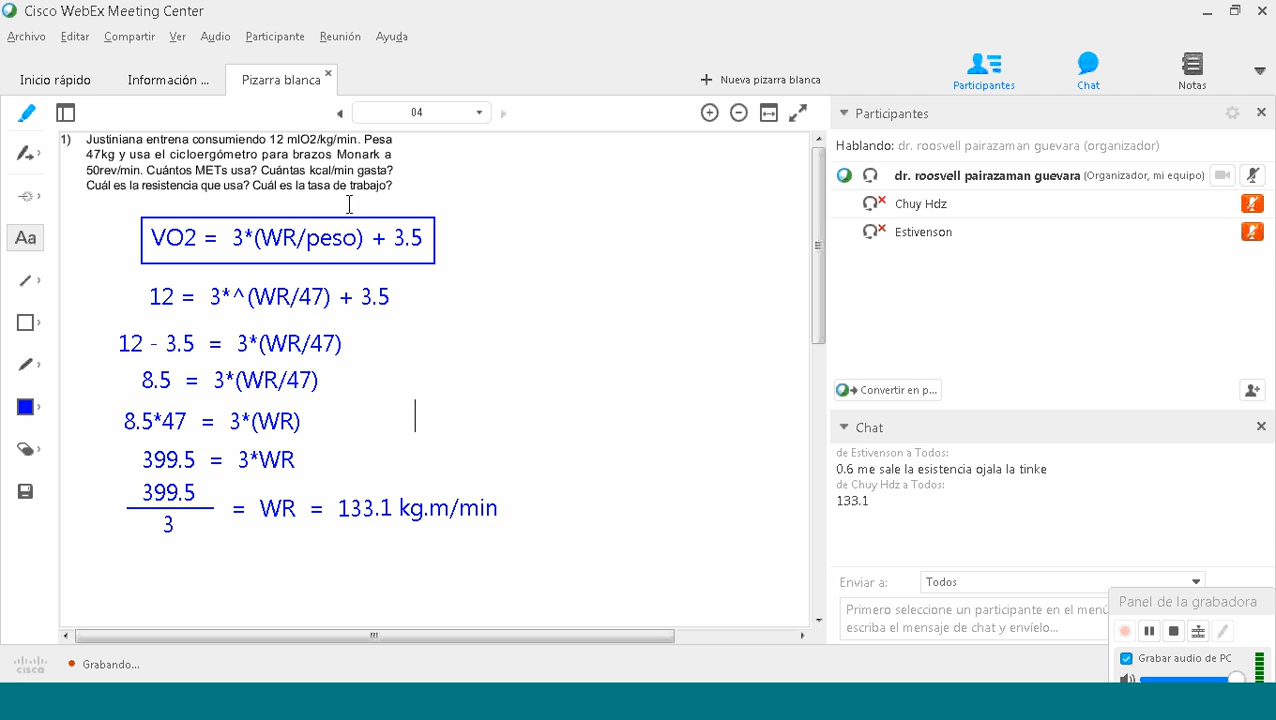 Cisco WebEx Meeting Center
Archivo Editar Compartir Ver Audio Participante Reunión Ayuda
Inicio rápido
Información ...
Pizarra blanca
Nueva pizarra blanca
Participantes
Chat
Notas
04
1) Justiniana entrena consumiendo 12 mlO2/kg/min. Pesa
47kg y usa el cicloergómetro para brazos Monark a
50rev/min. Cuántos METs usa? Cuántas kcal/min gasta?
Cuál es la resistencia que usa? Cuál es la tasa de trabajo?
VO2 = 3*(WR/peso) + 3.5
12 = 3*^(WR/47) + 3.5
12 - 3.5 = 3*(WR/47)
8.5 = 3*(WR/47)
8.5*47 = 3*(WR)
399.5 = 3*WR
399.5
3
= WR = 133.1 kg.m/min
Aa
Participantes
Hablando: dr. roosvell pairazaman guevara (organizador)
dr. roosvell pairazaman guevara (Organizador, mi equipo)
Chuy Hdz
Estivenson
Convertir en p...
Chat
de Estivenson a Todos:
0.6 me sale la esistencia ojala la tinke
de Chuy Hdz a Todos:
133.1
Enviar a: Todos
Primero seleccione un participante en el menú
escriba el mensaje de chat y envíelo...
Panel de la grabadora
Grabar audio de PC
cisco
Grabando...